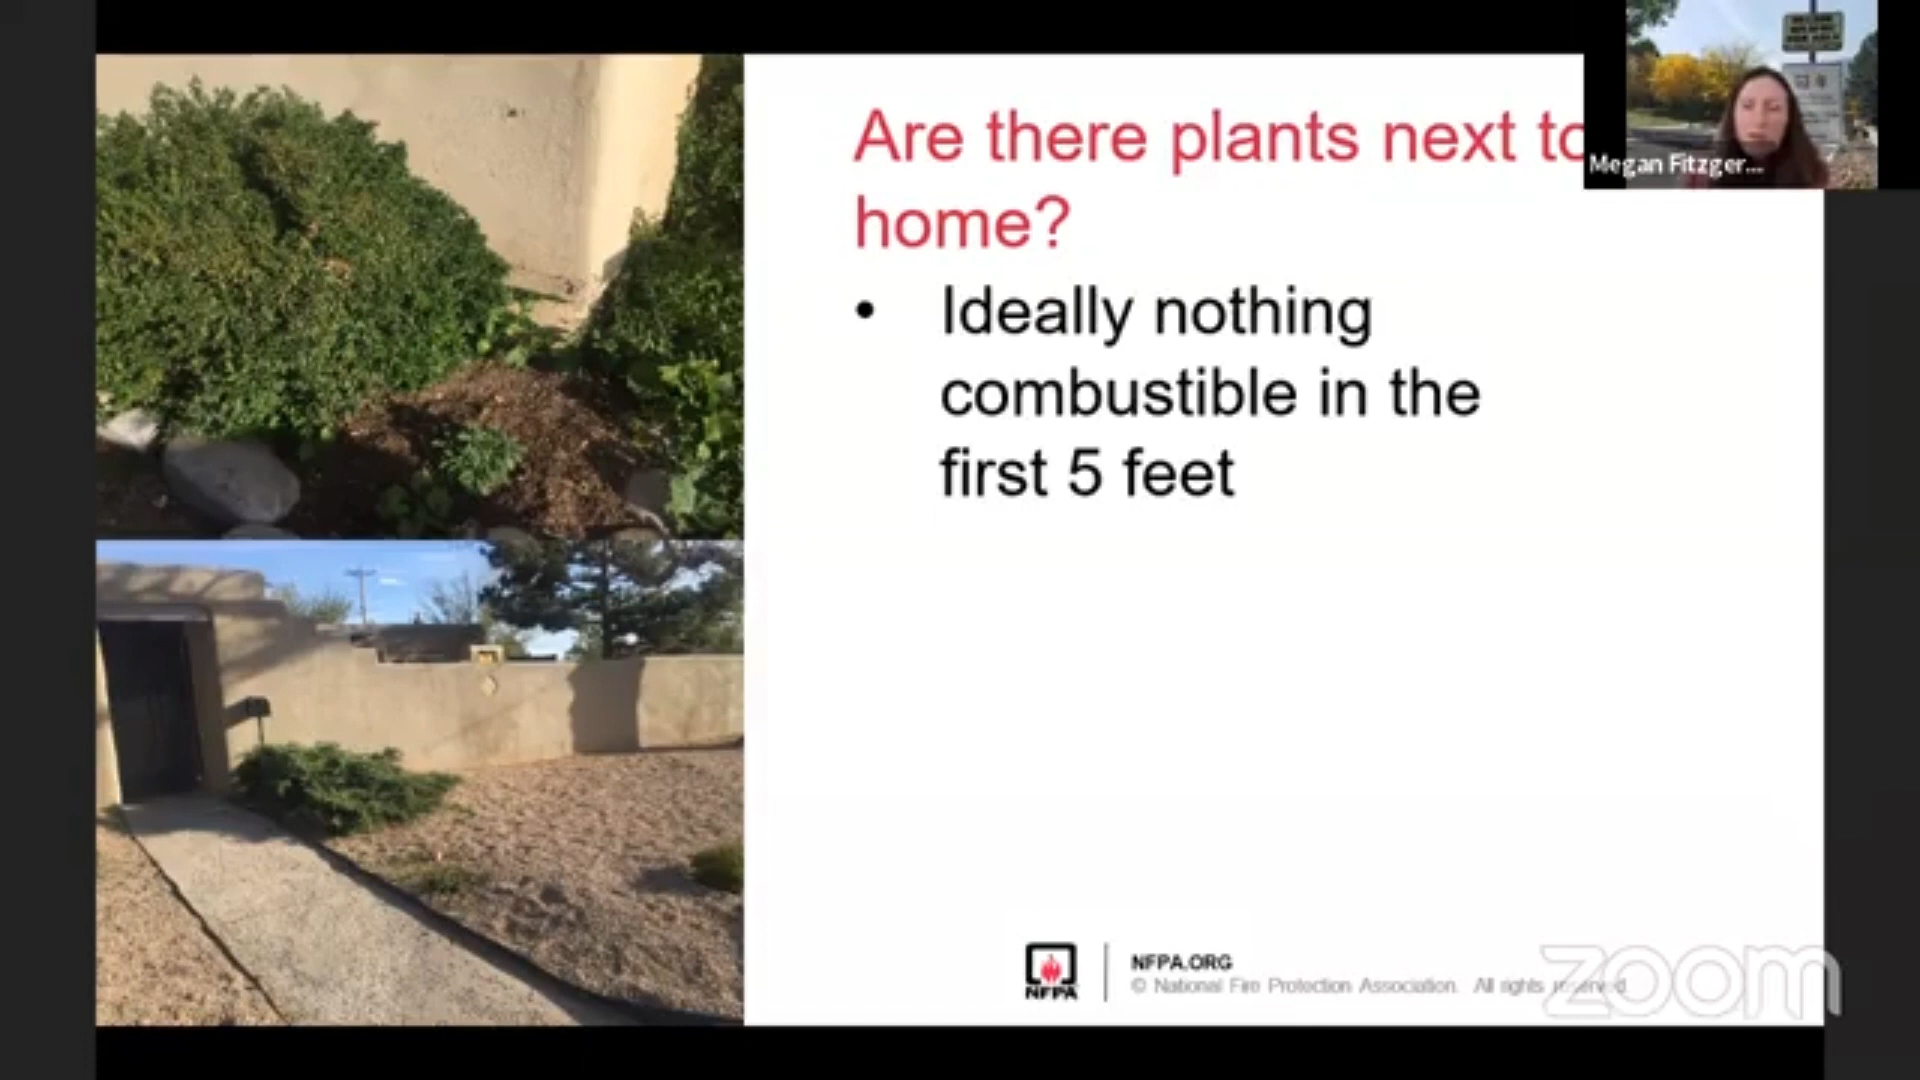 Are there plants next to
home?
• Ideally nothing
combustible in the
first 5 feet
Megan Fitzger...
NFPA
NFPA.ORG
© National Fire Protection Association. All rights reserved
zoom